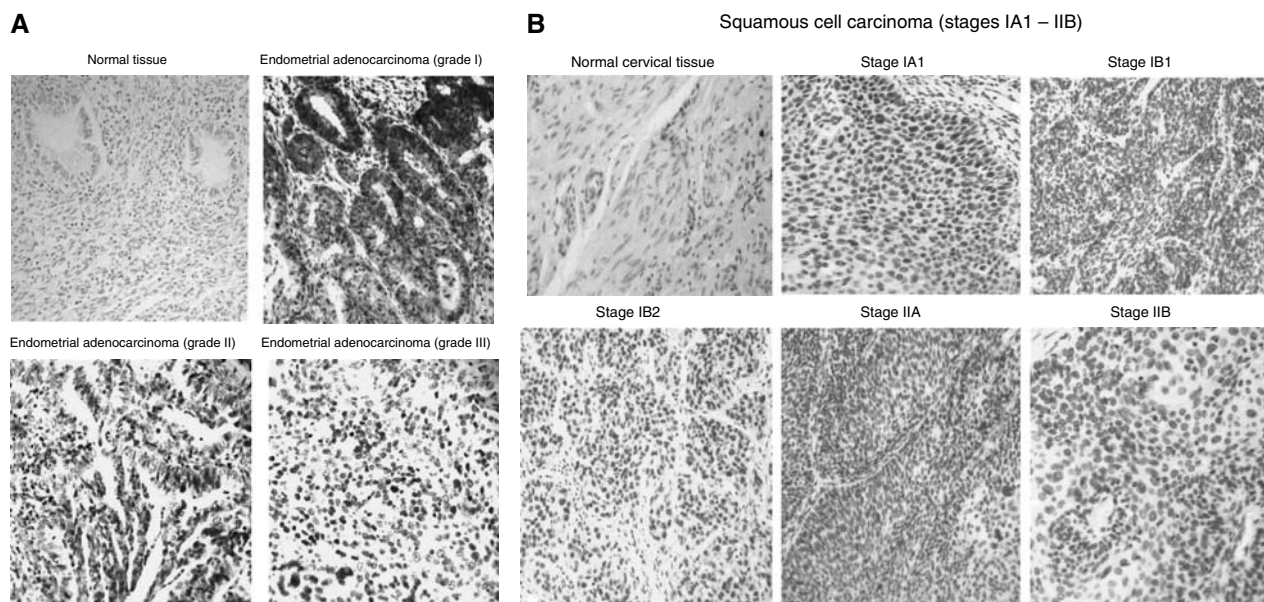 A
Normal tissue
Endometrial adenocarcinoma (grade I)
Endometrial adenocarcinoma (grade II)
Endometrial adenocarcinoma (grade III)
B
Squamous cell carcinoma (stages IA1 – IIB)
Normal cervical tissue
Stage IA1
Stage IB1
Stage IB2
Stage IIA
Stage IIB